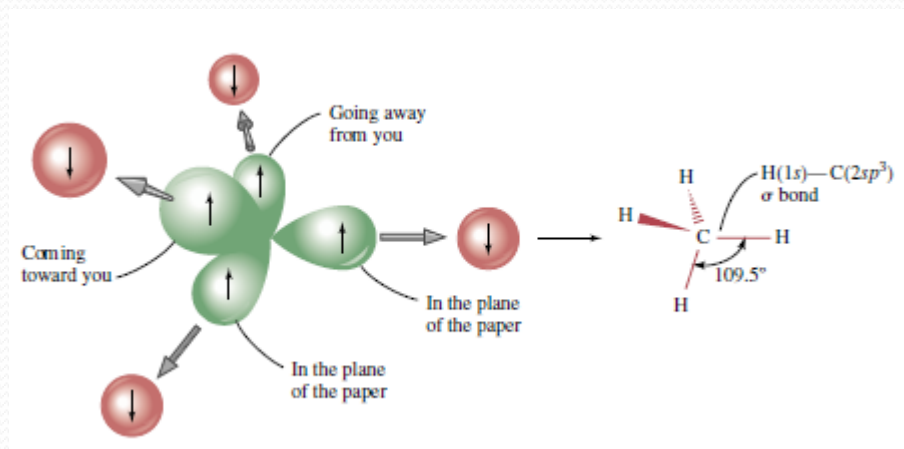 Going away
from you
Coming
toward you
In the plane
of the paper
In the plane
of the paper
H
H(1s)—C(2sp³)
σ bond
H
C
H
109.5°
H